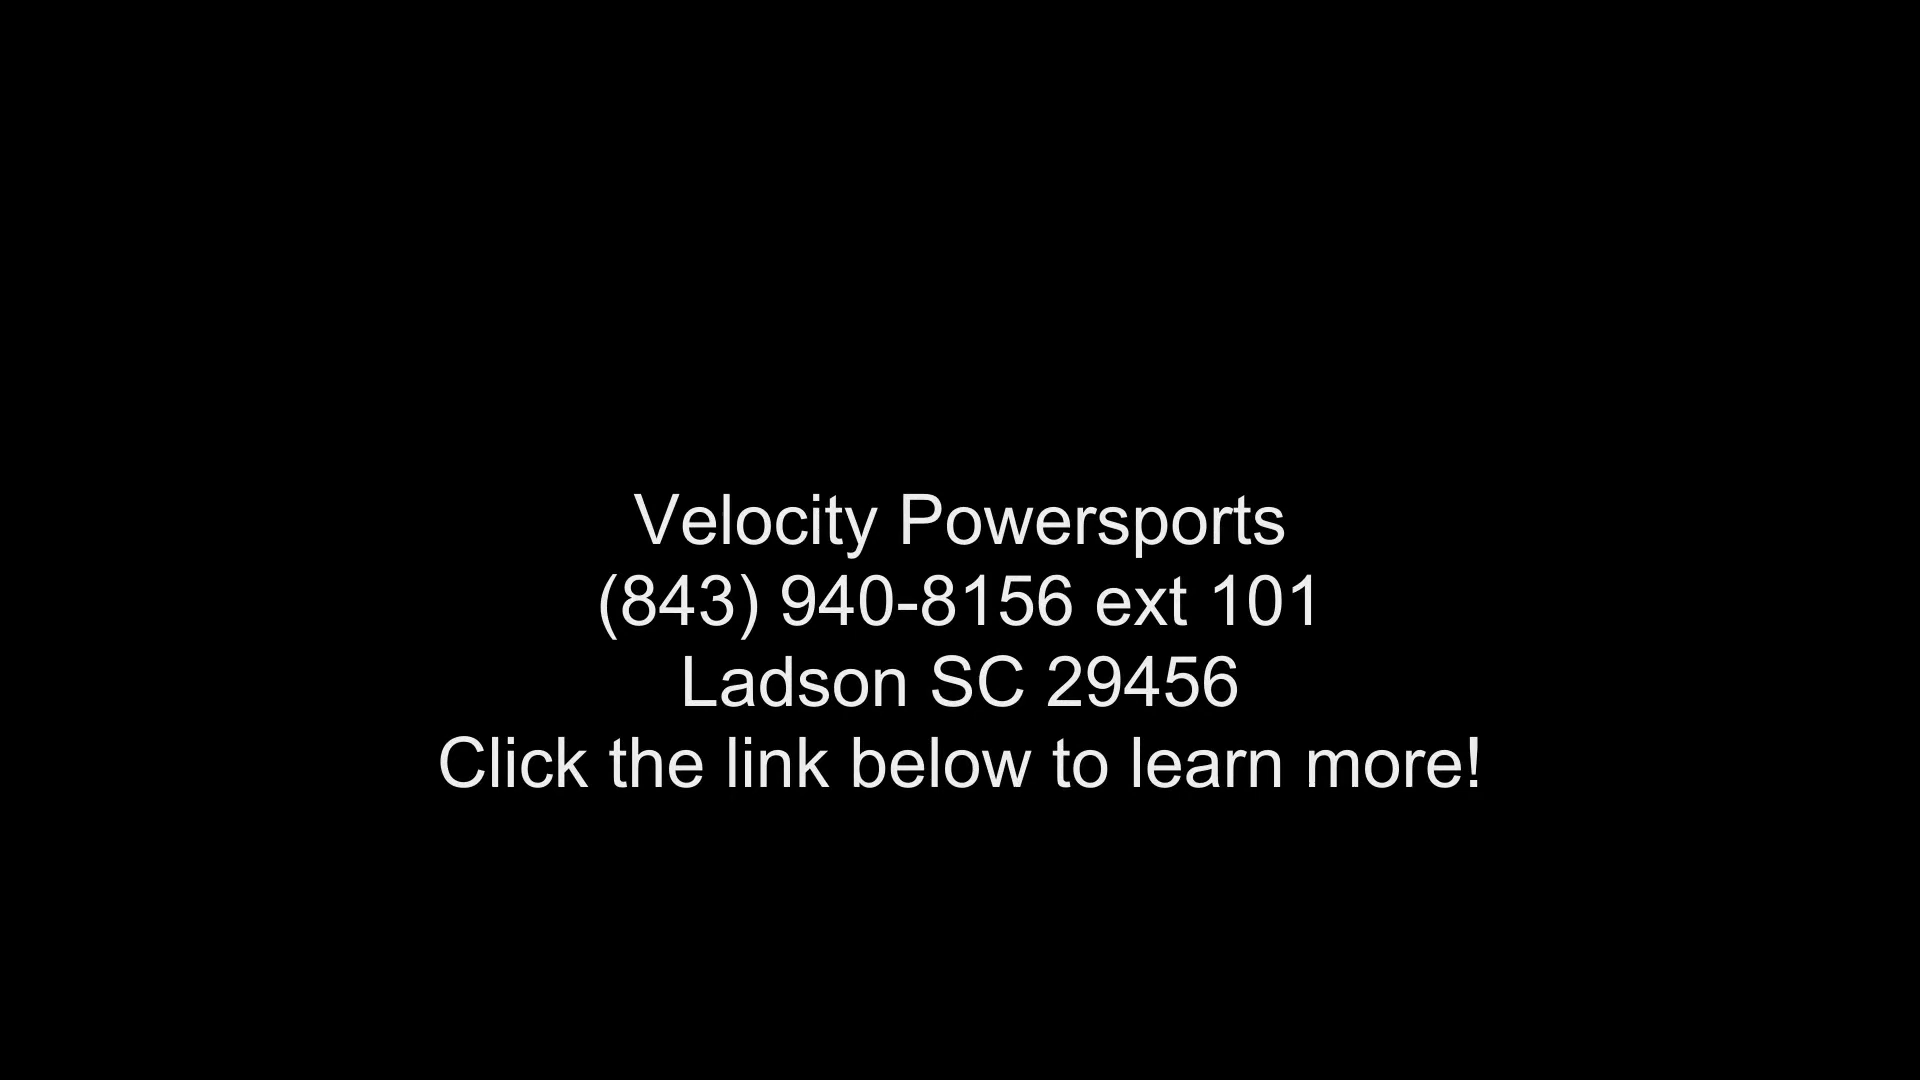 Velocity Powersports
(843) 940-8156 ext 101
Ladson SC 29456
Click the link below to learn more!